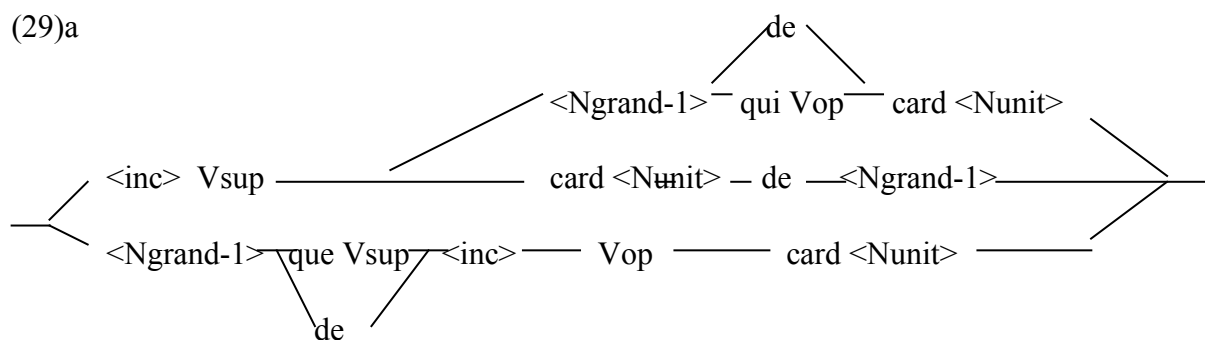 (29)a
de
<Ngrand-1> qui Vop card <Nunit>
<inc> Vsup card <Nunit> de <Ngrand-1>
<Ngrand-1> que Vsup <inc> Vop card <Nunit>
de